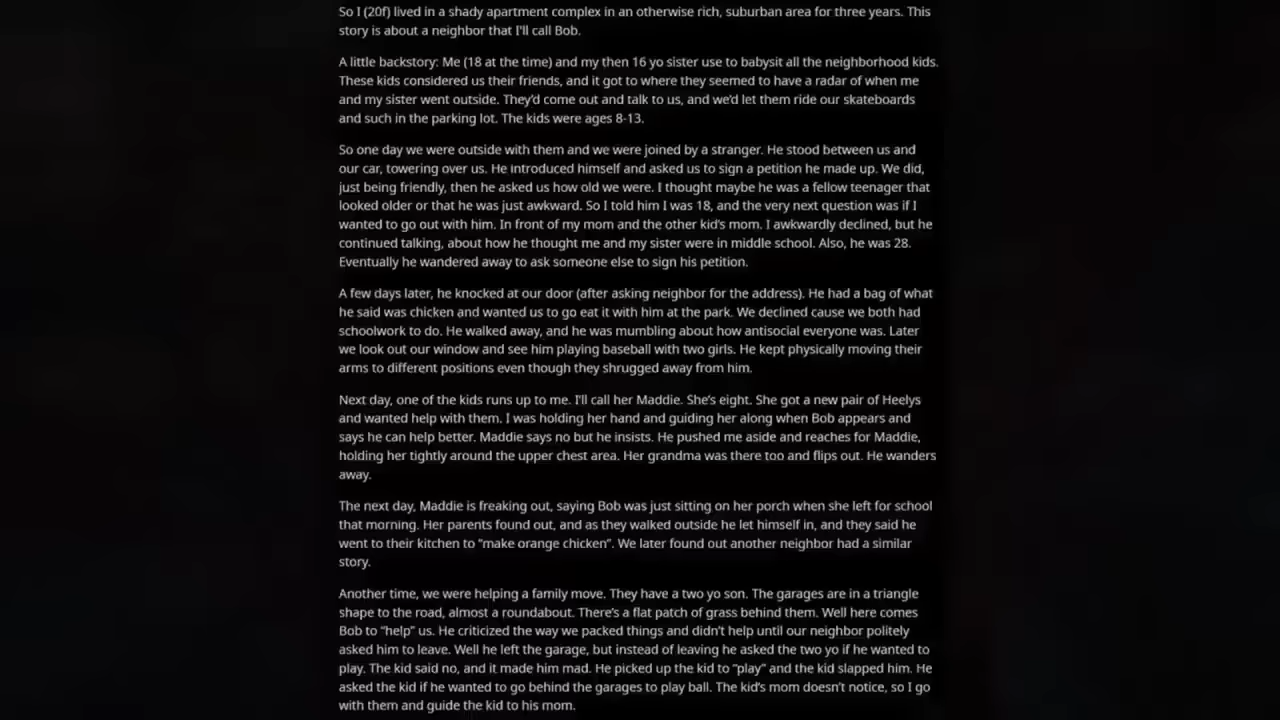 So I (20f) lived in a shady apartment complex in an otherwise rich, suburban area for three years. This
story is about a neighbor that I'll call Bob.
A little backstory: Me (18 at the time) and my then 16 yo sister use to babysit all the neighborhood kids.
These kids considered us their friends, and it got to where they seemed to have a radar of when me
and my sister went outside. They'd come out and talk to us, and we'd let them ride our skateboards
and such in the parking lot. The kids were ages 8-13.
So one day we were outside with them and we were joined by a stranger. He stood between us and
our car, towering over us. He introduced himself and asked us to sign a petition he made up. We did,
just being friendly, then he asked us how old we were. I thought maybe he was a fellow teenager that
looked older or that he was just awkward. So I told him I was 18, and the very next question was if I
wanted to go out with him. In front of my mom and the other kid's mom. I awkwardly declined, but he
continued talking, about how he thought me and my sister were in middle school. Also, he was 28.
Eventually he wandered away to ask someone else to sign his petition.
A few days later, he knocked at our door (after asking neighbor for the address). He had a bag of what
he said was chicken and wanted us to go eat it with him at the park. We declined cause we both had
schoolwork to do. He walked away, and he was mumbling about how antisocial everyone was. Later
we look out our window and see him playing baseball with two girls. He kept physically moving their
arms to different positions even though they shrugged away from him.
Next day, one of the kids runs up to me. I'll call her Maddie. She's eight. She got a new pair of Heelys
and wanted help with them. I was holding her hand and guiding her along when Bob appears and
says he can help better. Maddie says no but he insists. He pushed me aside and reaches for Maddie,
holding her tightly around the upper chest area. Her grandma was there too and flips out. He wanders
away.
The next day, Maddie is freaking out, saying Bob was just sitting on her porch when she left for school
that morning. Her parents found out, and as they walked outside he let himself in, and they said he
went to their kitchen to "make orange chicken". We later found out another neighbor had a similar
story.
Another time, we were helping a family move. They have a two yo son. The garages are in a triangle
shape to the road, almost a roundabout. There's a flat patch of grass behind them. Well here comes
Bob to "help" us. He criticized the way we packed things and didn't help until our neighbor politely
asked him to leave. Well he left the garage, but instead of leaving he asked the two yo if he wanted to
play. The kid said no, and it made him mad. He picked up the kid to "play" and the kid slapped him. He
asked the kid if he wanted to go behind the garages to play ball. The kid's mom doesn't notice, so I go
with them and guide the kid to his mom.